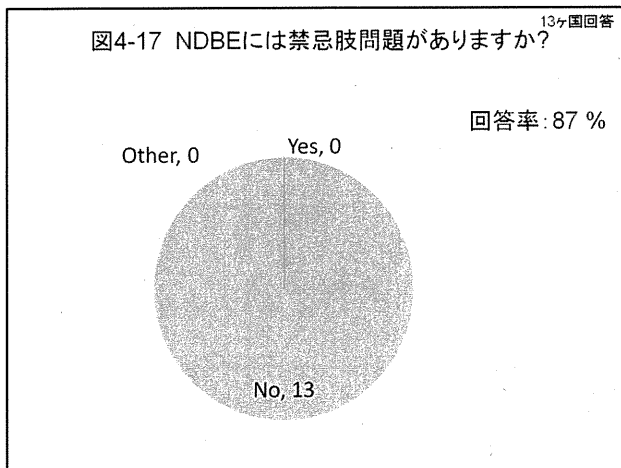 13ヶ国回答
図4-17 NDBEには禁忌肢問題がありますか?
回答率:87 %
Other, 0
Yes, 0
No, 13